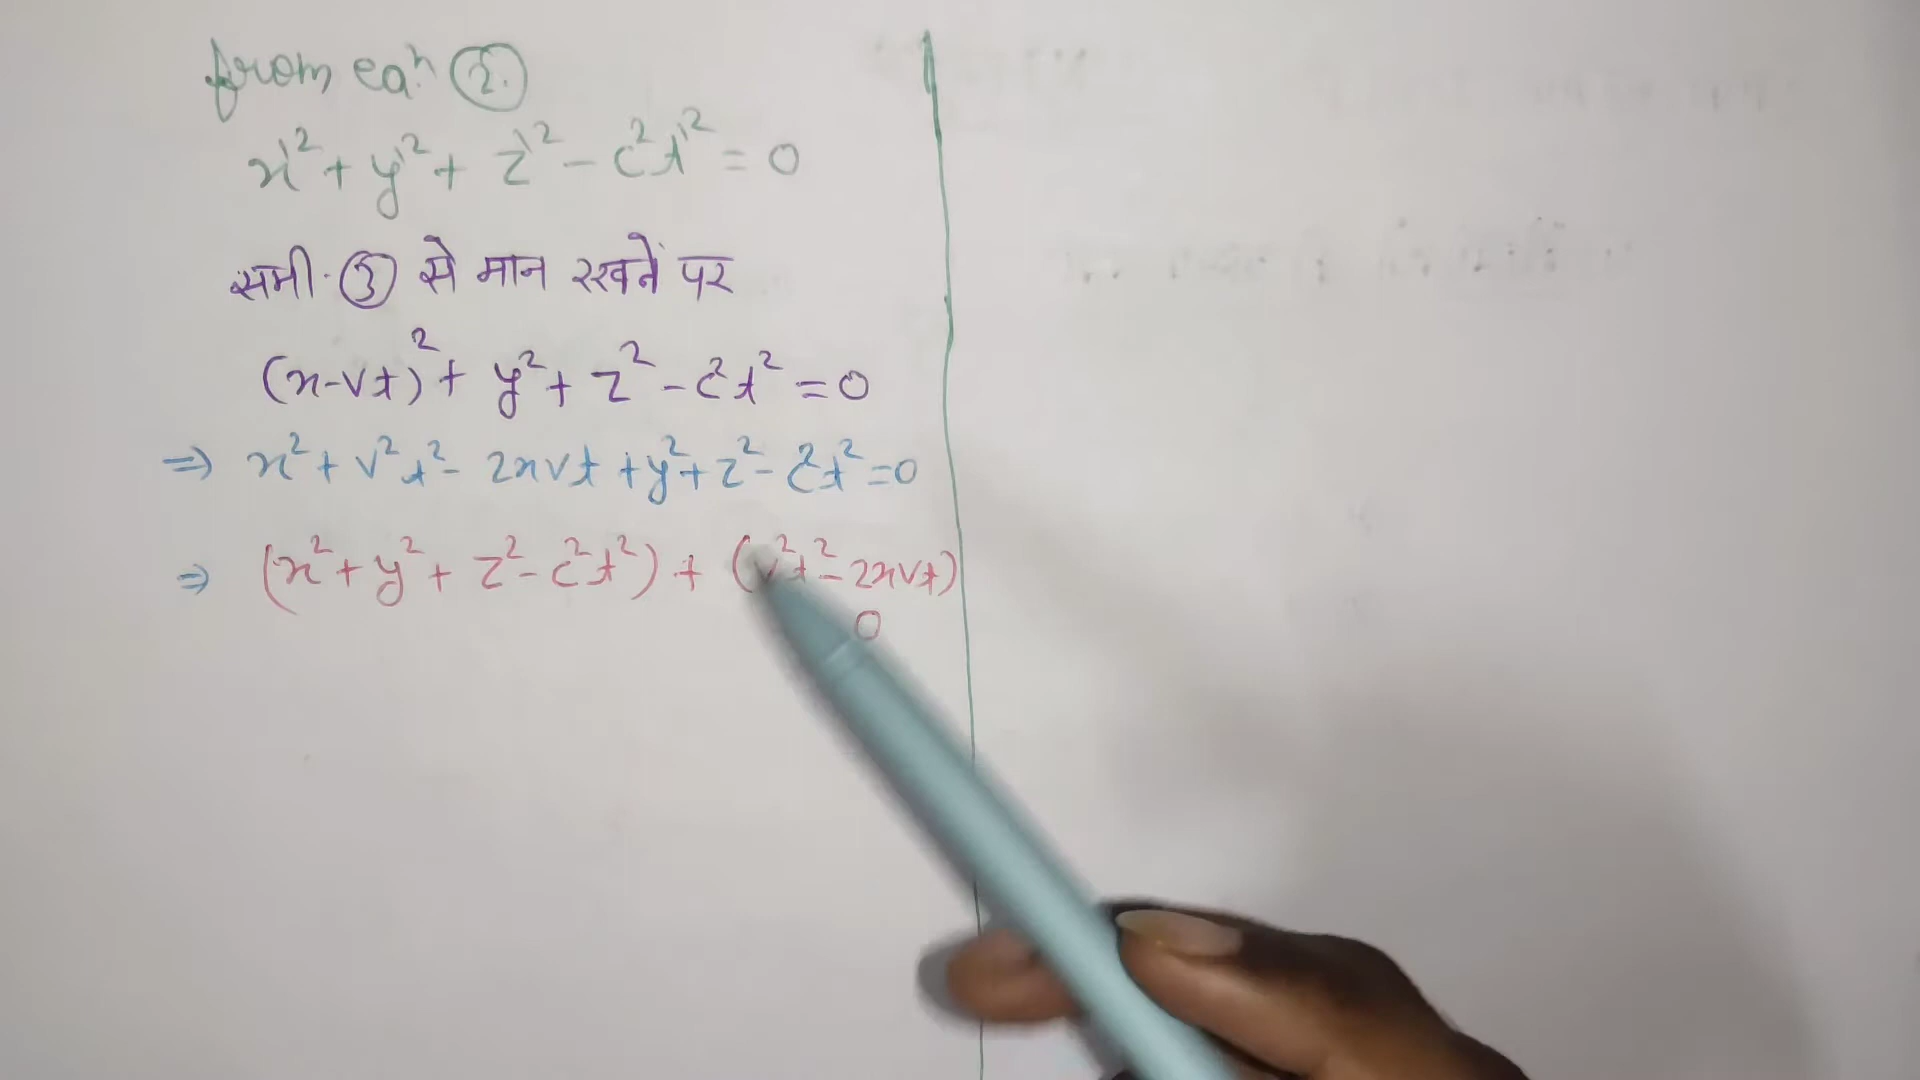 from eqⁿ ②
x'² + y'² + z'² - c²t'² = 0
समी. ③ से मान रखने पर
(x-vt)² + y² + z² - c²t² = 0
⇒ x² + v²t² - 2xvt + y² + z² - c²t² = 0
⇒ (x² + y² + z² - c²t²) + (v²t² - 2xvt)
0